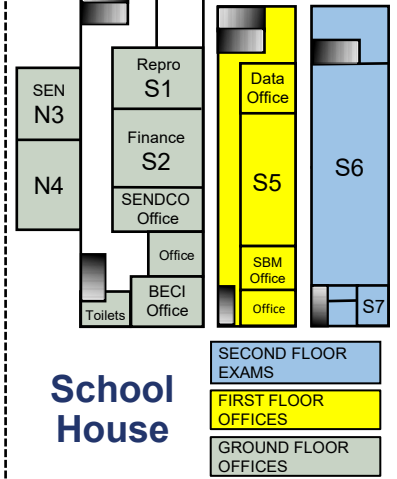 SEN
N3
N4
Repro
S1
Finance
S2
SENDCO
Office
Office
BECI
Office
Toilets
Data
Office
S5
SBM
Office
Office
S6
S7
School
House
SECOND FLOOR
EXAMS
FIRST FLOOR
OFFICES
GROUND FLOOR
OFFICES